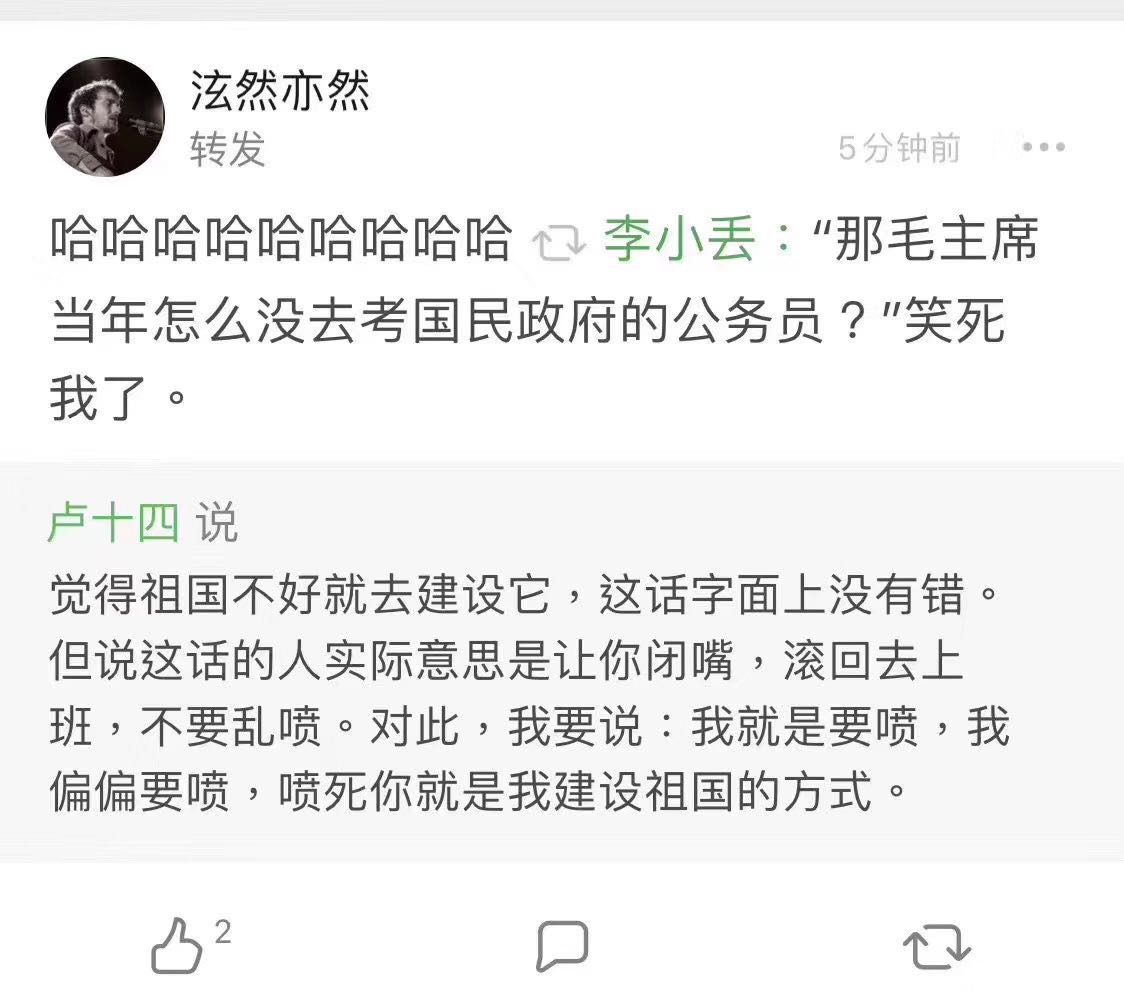 泫然亦然
转发
5分钟前
哈哈哈哈哈哈哈哈哈 李小丢：“那毛主席
当年怎么没去考国民政府的公务员？”笑死
我了。
卢十四 说
觉得祖国不好就去建设它，这话字面上没有错。
但说这话的人实际意思是让你闭嘴，滚回去上
班，不要乱喷。对此，我要说：我就是要喷，我
偏偏要喷，喷死你就是我建设祖国的方式。
2